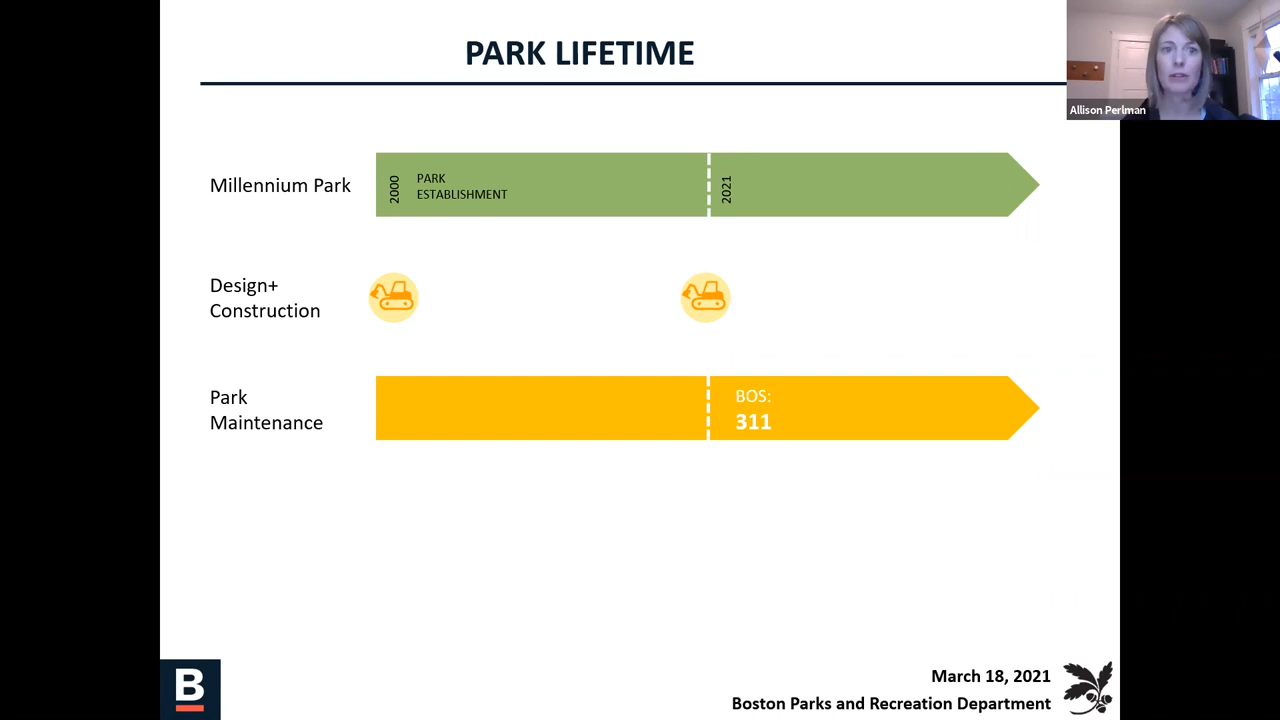 PARK LIFETIME
Allison Perlman
Millennium Park
2000
PARK
ESTABLISHMENT
2021
Design+
Construction
Park
Maintenance
BOS:
311
B
March 18, 2021
Boston Parks and Recreation Department